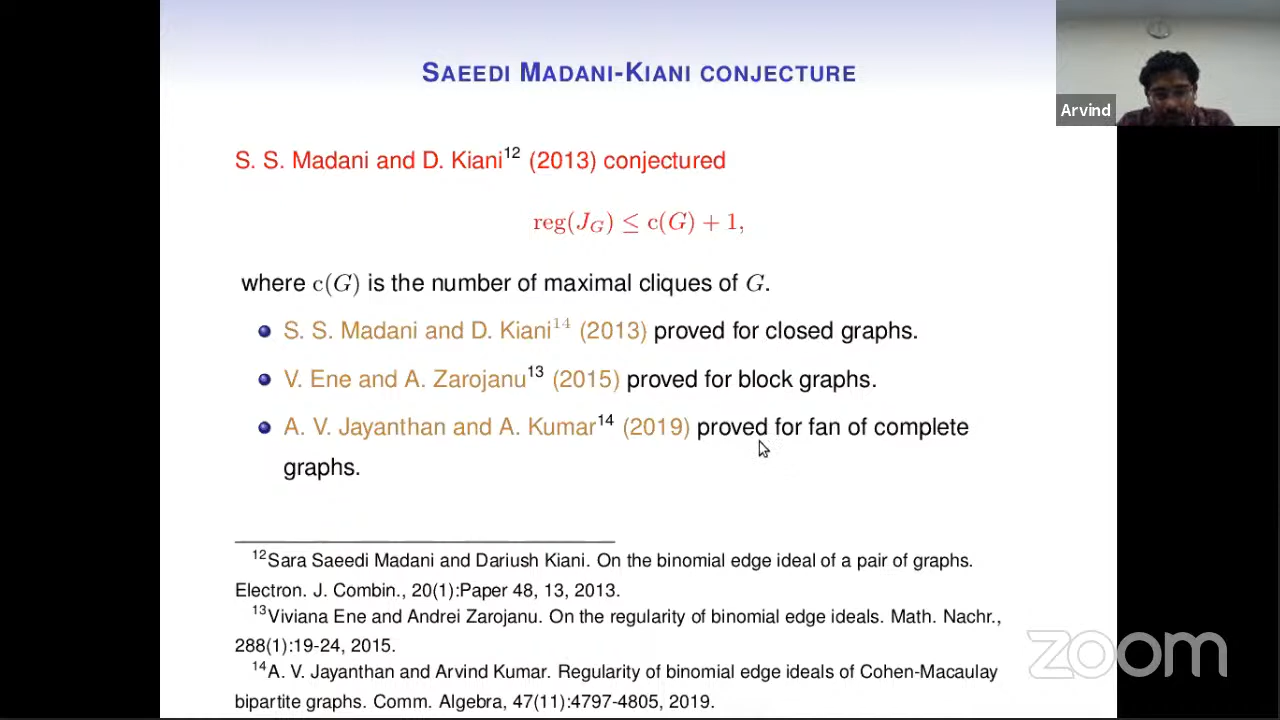 SAEEDI MADANI-KIANI CONJECTURE
Arvind
S. S. Madani and D. Kiani12 (2013) conjectured
reg(J_G) ≤ c(G) + 1,
where c(G) is the number of maximal cliques of G.
S. S. Madani and D. Kiani14 (2013) proved for closed graphs.
V. Ene and A. Zarojanu13 (2015) proved for block graphs.
A. V. Jayanthan and A. Kumar14 (2019) proved for fan of complete
graphs.
12Sara Saeedi Madani and Dariush Kiani. On the binomial edge ideal of a pair of graphs.
Electron. J. Combin., 20(1):Paper 48, 13, 2013.
13Viviana Ene and Andrei Zarojanu. On the regularity of binomial edge ideals. Math. Nachr.,
288(1):19-24, 2015.
14A. V. Jayanthan and Arvind Kumar. Regularity of binomial edge ideals of Cohen-Macaulay
bipartite graphs. Comm. Algebra, 47(11):4797-4805, 2019.
zoom